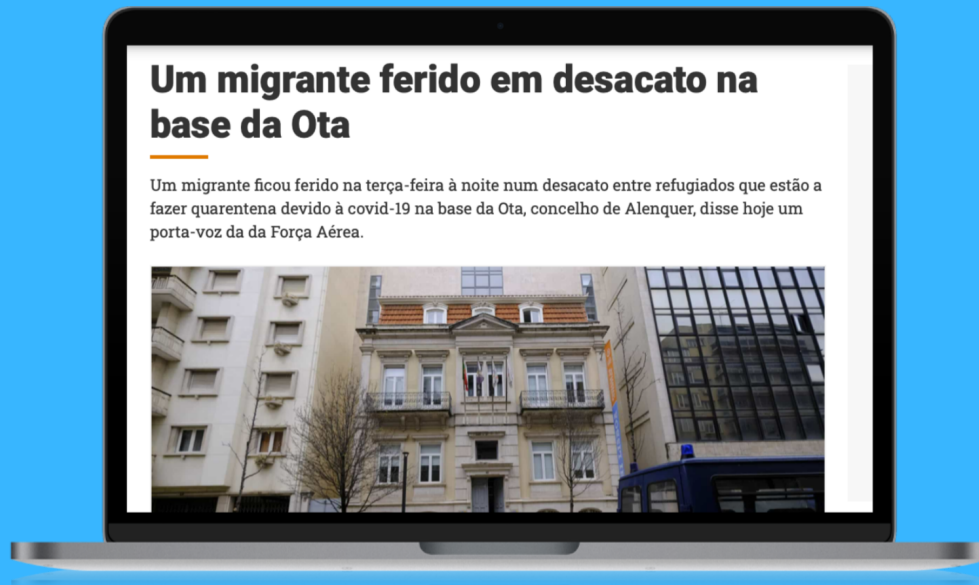 Um migrante ferido em desacato na
base da Ota
Um migrante ficou ferido na terça-feira à noite num desacato entre refugiados que estão a
fazer quarentena devido à covid-19 na base da Ota, concelho de Alenquer, disse hoje um
porta-voz da da Força Aérea.